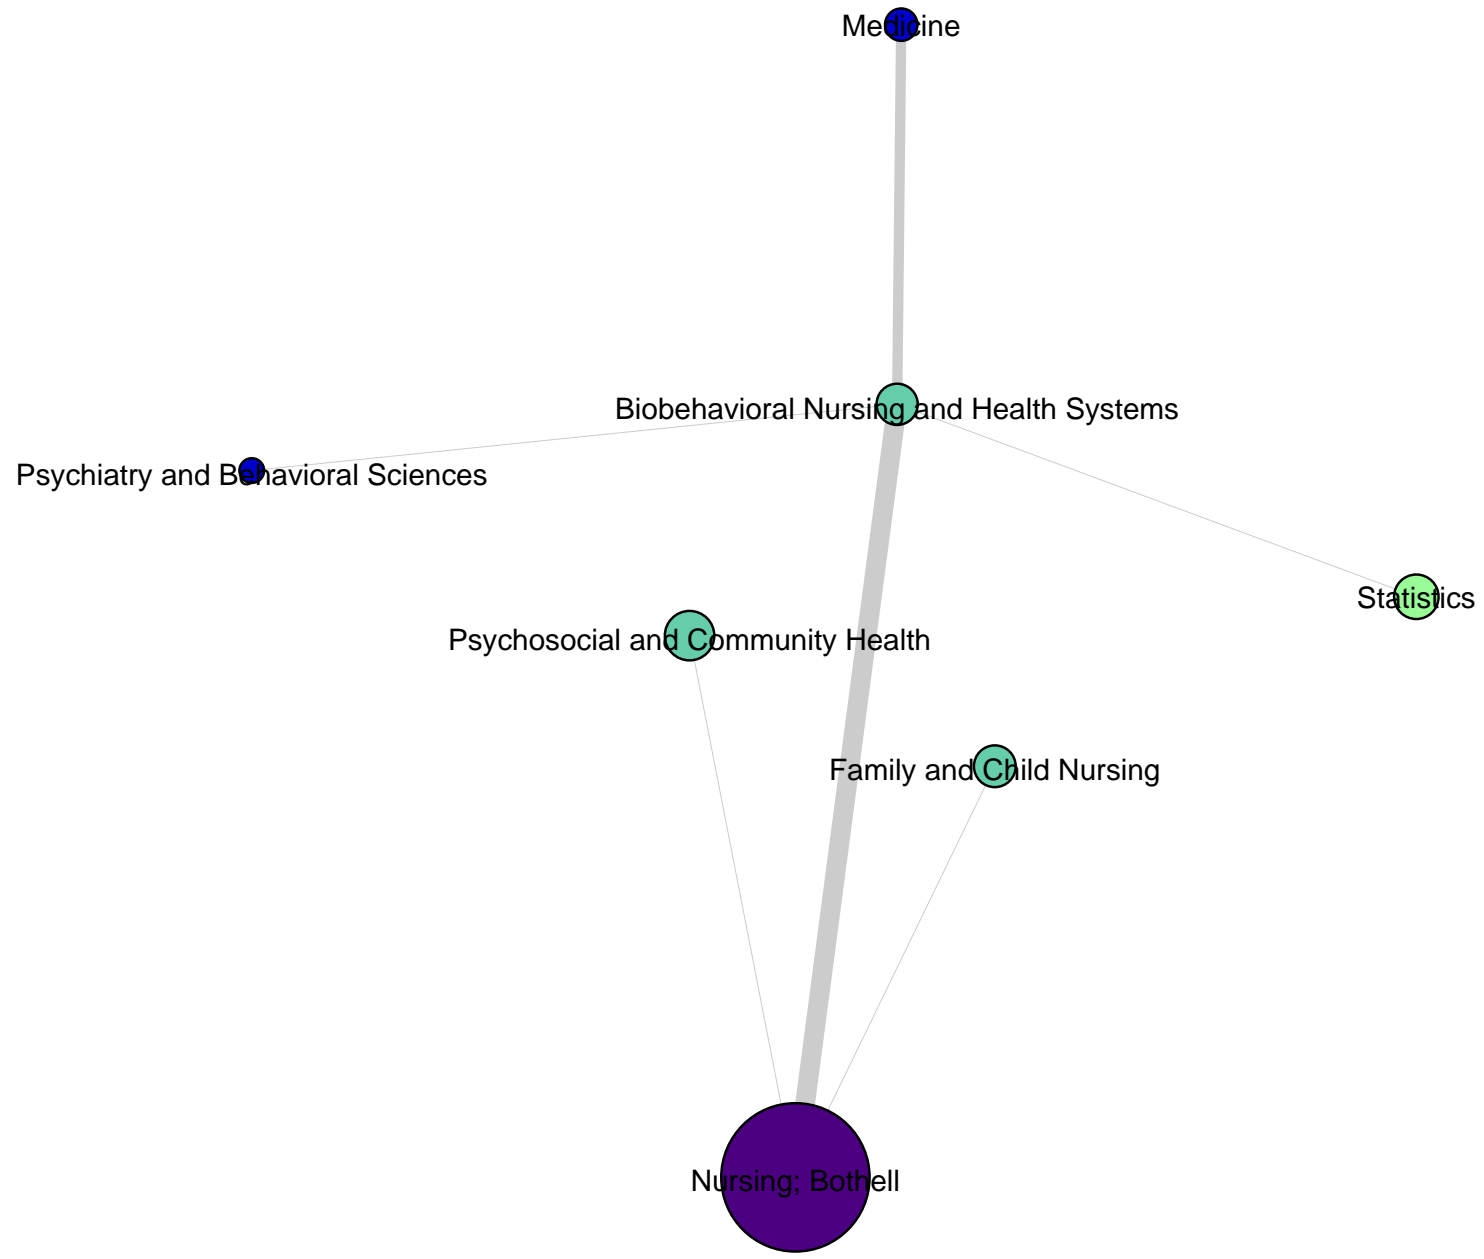 Medicine
Biobehavioral Nursing and Health Systems
Psychiatry and Behavioral Sciences
Statistics
Psychosocial and Community Health
Family and Child Nursing
Nursing; Bothell